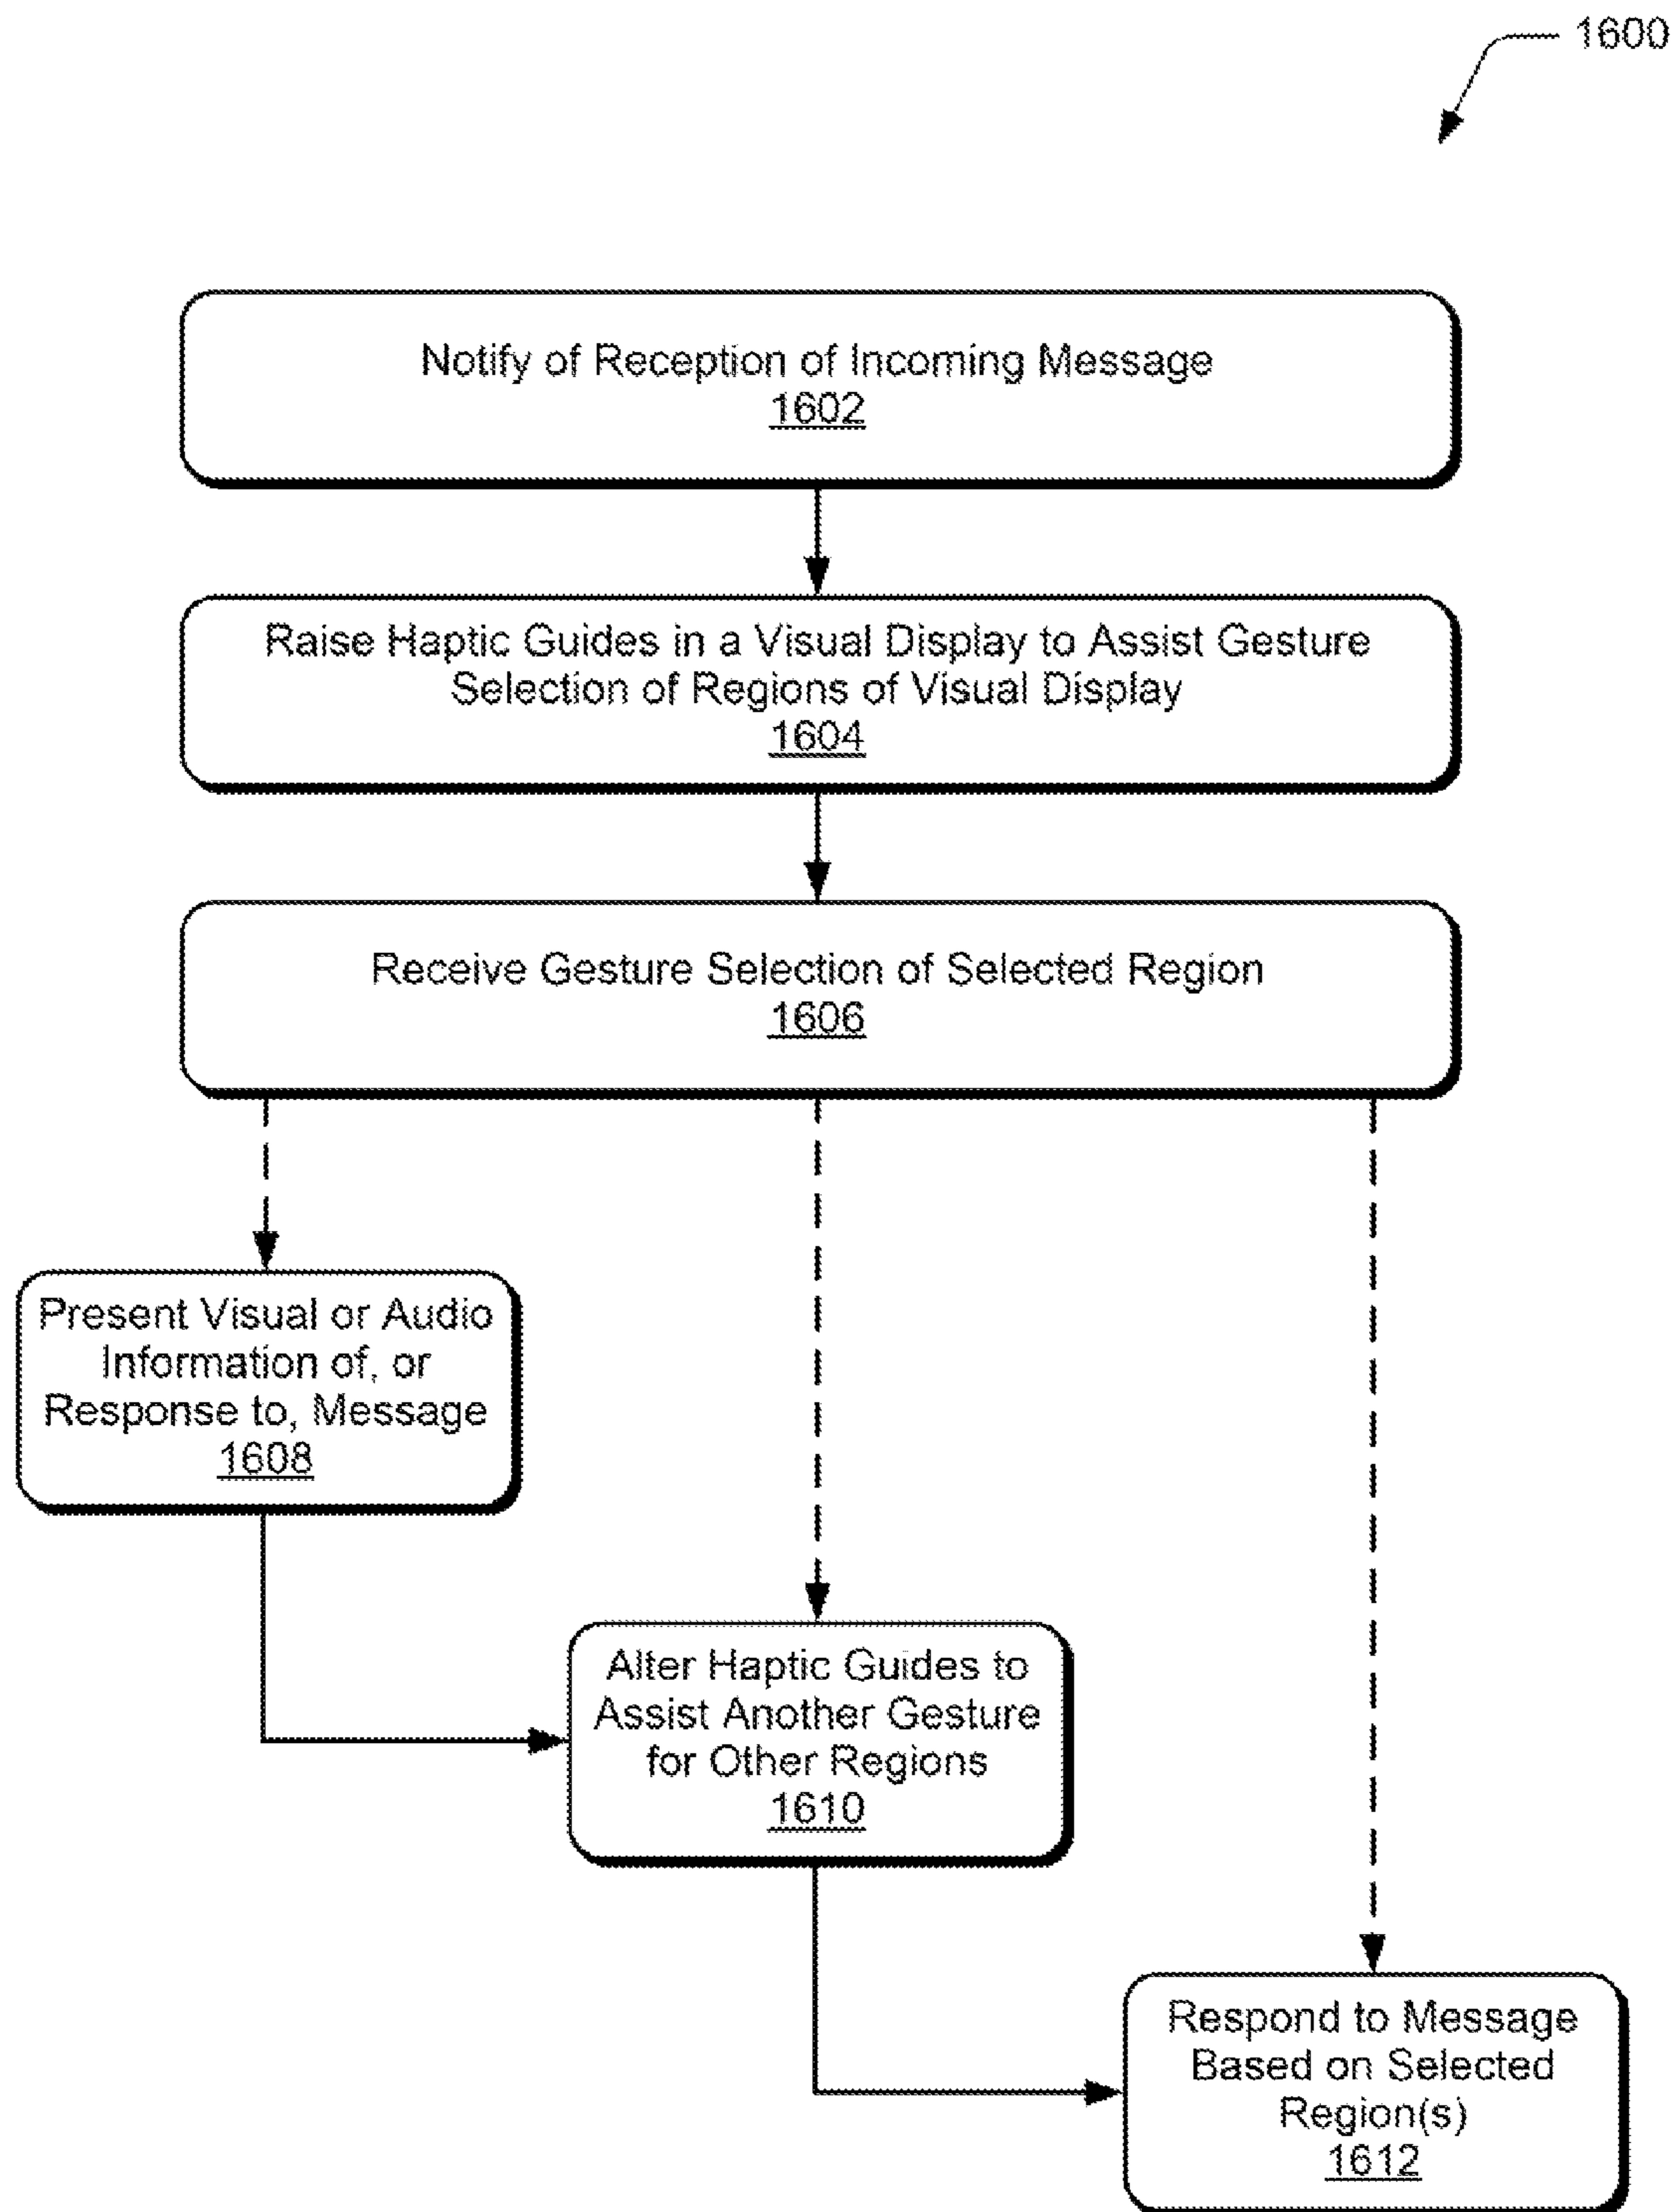 1600
Notify of Reception of Incoming Message
1602
Raise Haptic Guides in a Visual Display to Assist Gesture
Selection of Regions of Visual Display
1604
Receive Gesture Selection of Selected Region
1606
Present Visual or Audio
Information of, or
Response to, Message
1608
Alter Haptic Guides to
Assist Another Gesture
for Other Regions
1610
Respond to Message
Based on Selected
Region(s)
1612